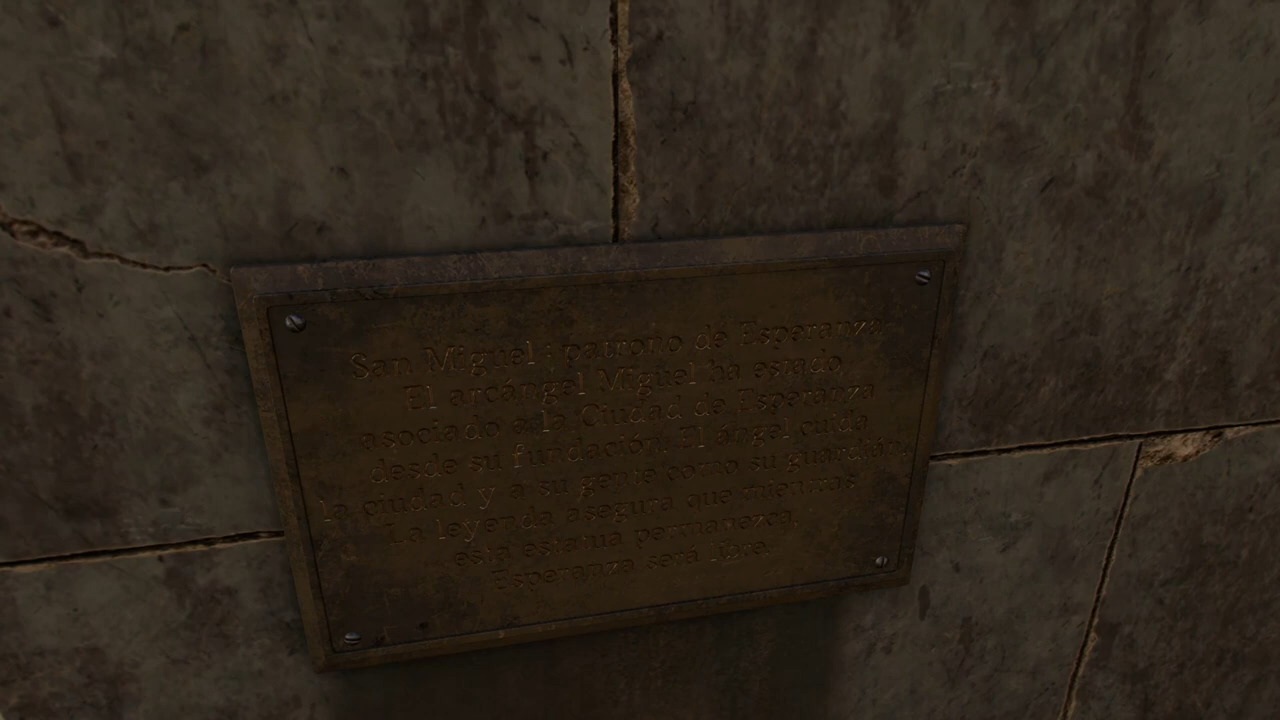 San Miguel : patrono de Esperanza
El arcángel Miguel ha estado
asociado a la Ciudad de Esperanza
desde su fundación. El ángel cuida
la ciudad y a su gente como su guardián.
La leyenda asegura que mientras
esta estatua permanezca,
Esperanza será libre.